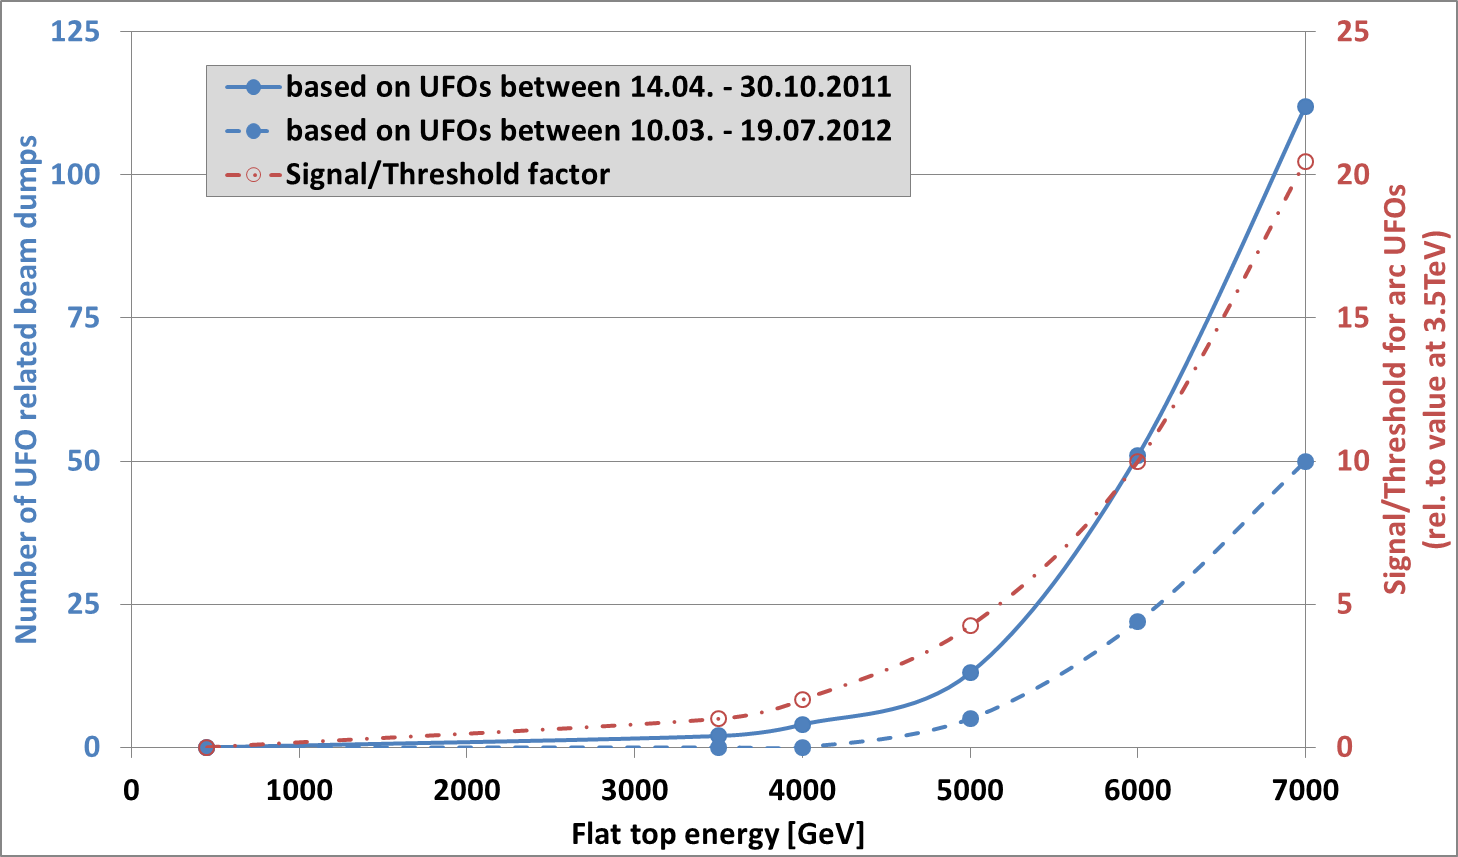 125
100
75
50
25
0
Number of UFO related beam dumps
based on UFOs between 14.04. - 30.10.2011
based on UFOs between 10.03. - 19.07.2012
Signal/Threshold factor
25
20
15
10
5
0
Signal/Threshold for arc UFOs
(rel. to value at 3.5TeV)
0 1000 2000 3000 4000 5000 6000 7000
Flat top energy [GeV]